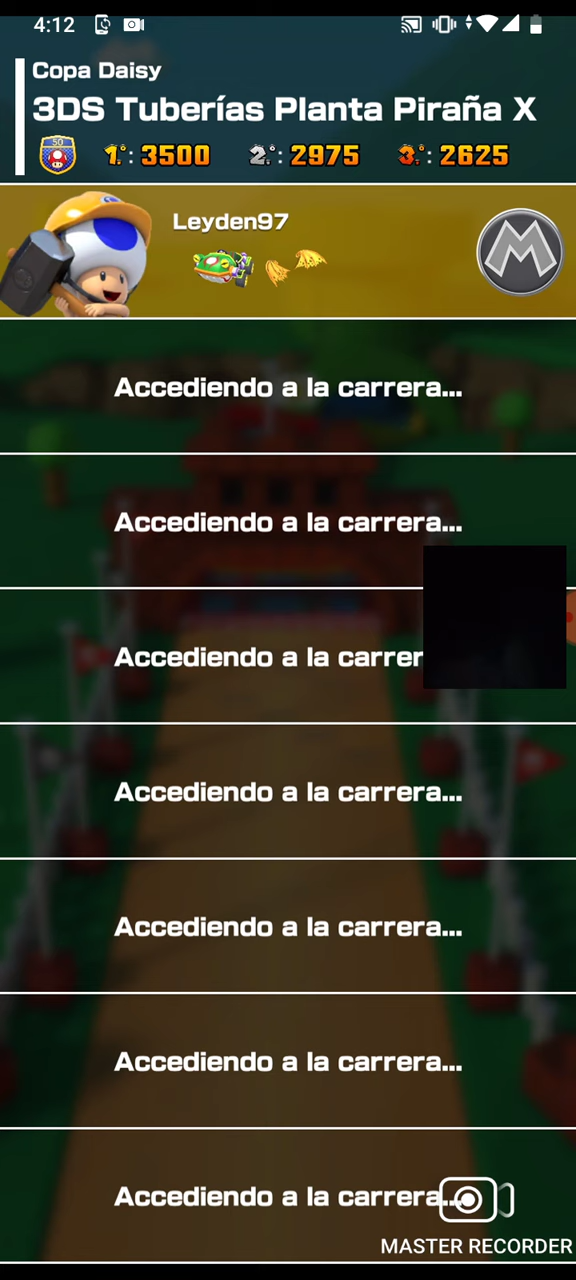 4:12
Copa Daisy
3DS Tuberías Planta Piraña X
50 1.º: 3500 2.º: 2975 3.º: 2625
Leyden97
M
Accediendo a la carrera...
Accediendo a la carrera...
Accediendo a la carrer
Accediendo a la carrera...
Accediendo a la carrera...
Accediendo a la carrera...
Accediendo a la carrera...
MASTER RECORDER